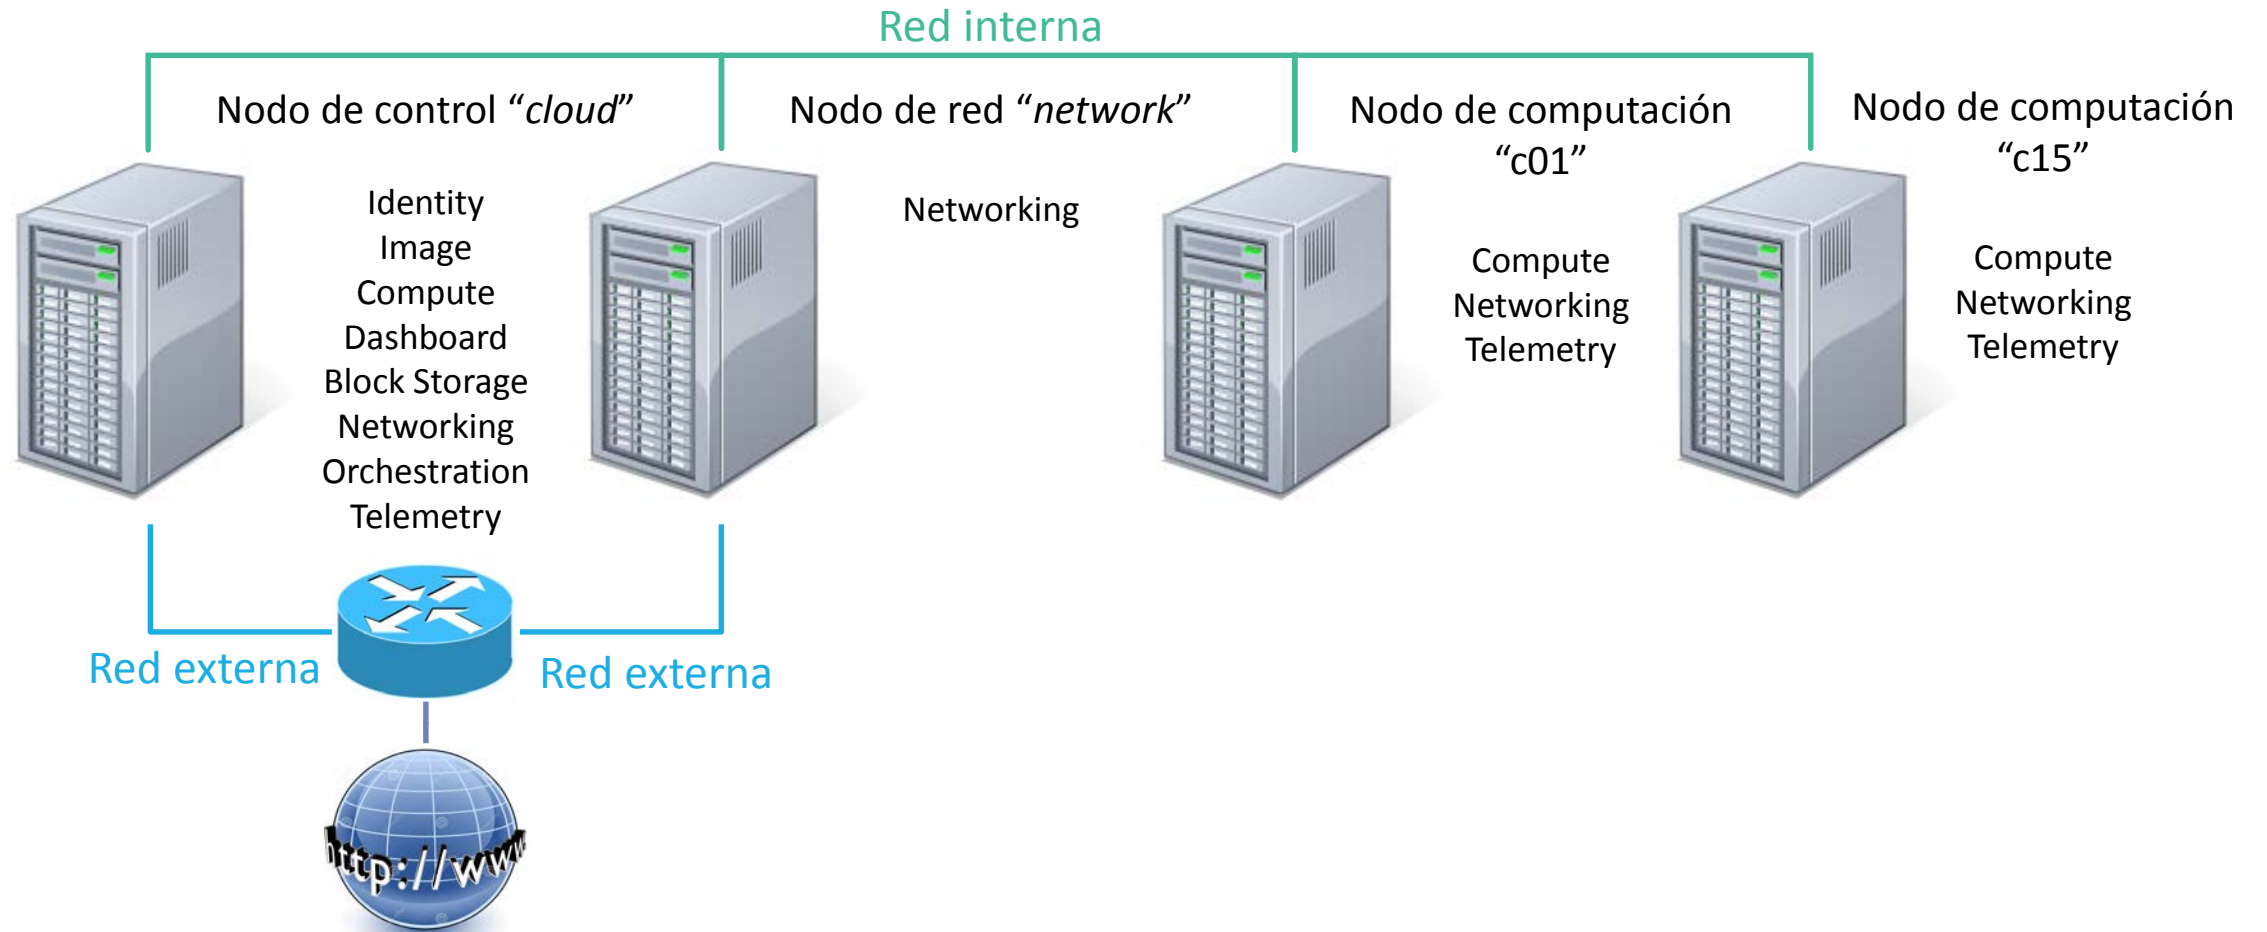 Red interna
Nodo de control “cloud”
Identity
Image
Compute
Dashboard
Block Storage
Networking
Orchestration
Telemetry
Nodo de red “network”
Networking
Nodo de computación
“c01”
Compute
Networking
Telemetry
Nodo de computación
“c15”
Compute
Networking
Telemetry
Red externa
Red externa
http://www